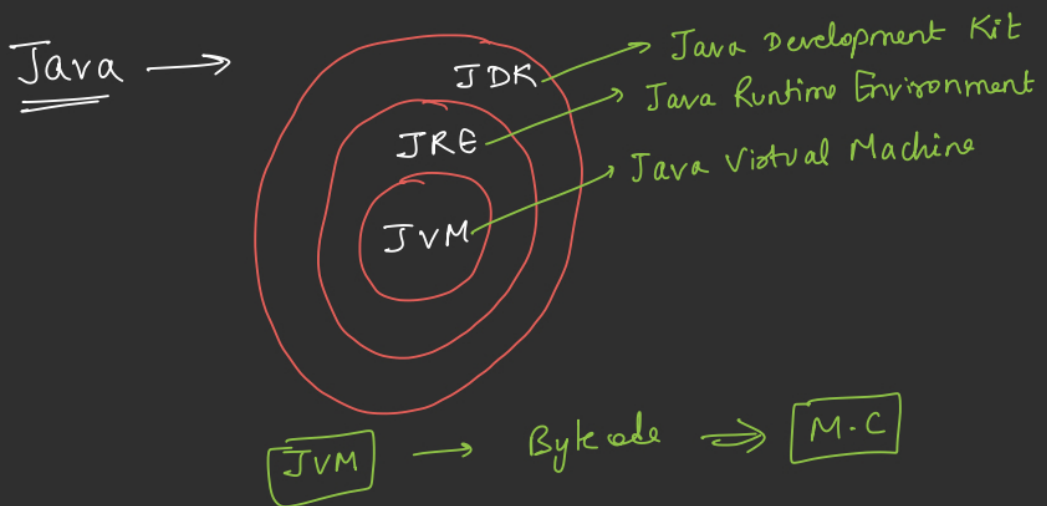 Java →
JDK → Java Development Kit
JRE → Java Runtime Environment
JVM → Java Virtual Machine
JVM → Bytecode ⇒ M.C